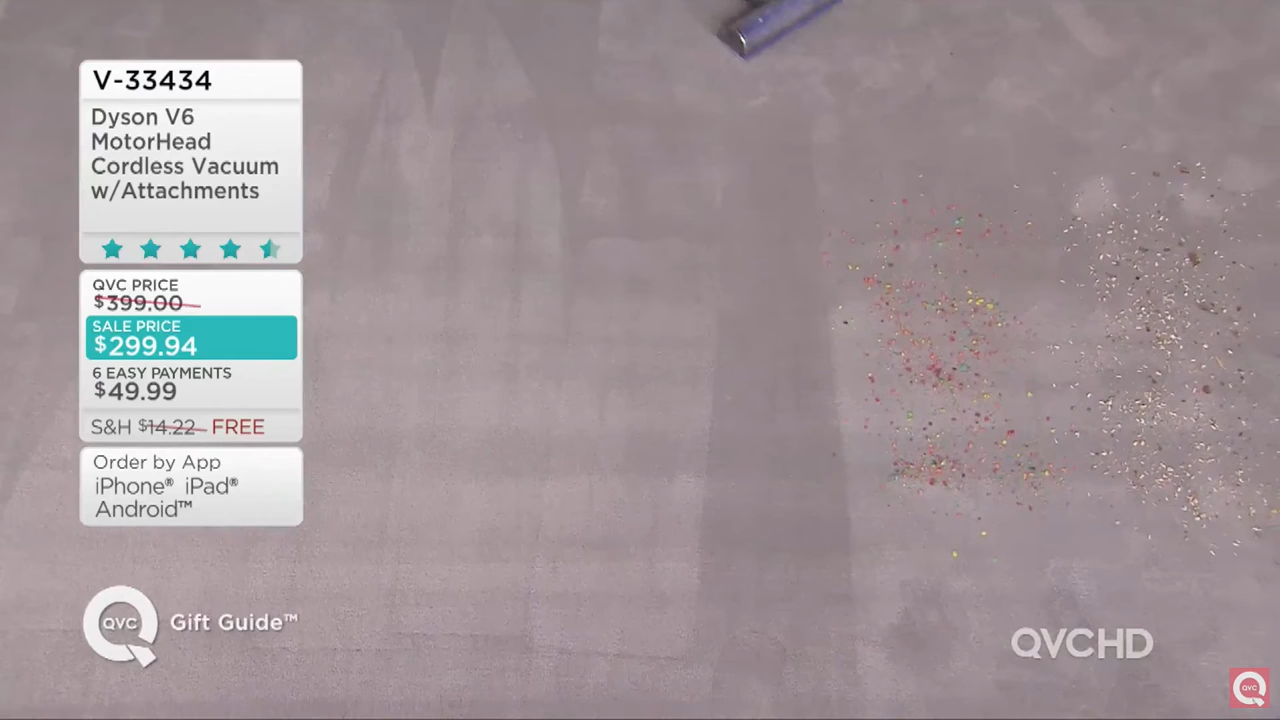 V-33434
Dyson V6
MotorHead
Cordless Vacuum
w/Attachments
QVC PRICE
$399.00
SALE PRICE
$299.94
6 EASY PAYMENTS
$49.99
S&H $14.22 FREE
Order by App
iPhone® iPad®
Android™
QVC Gift Guide™
QVCHD
QVC